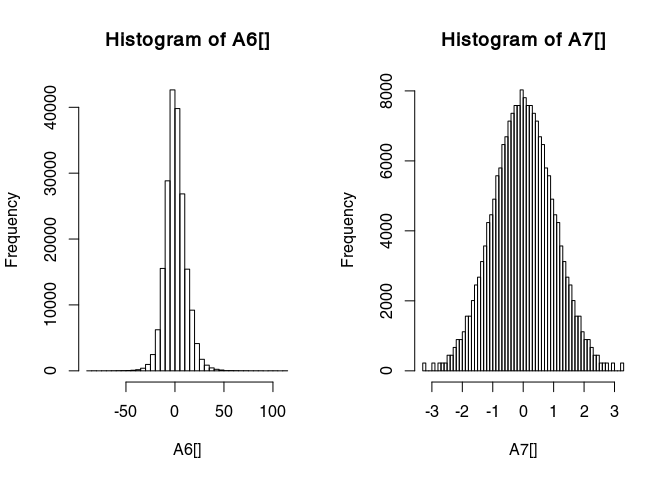 Histogram of A6[]
Frequency
40000
30000
20000
10000
0
-50 0 50 100
A6[]
Histogram of A7[]
Frequency
8000
6000
4000
2000
0
-3 -2 -1 0 1 2 3
A7[]